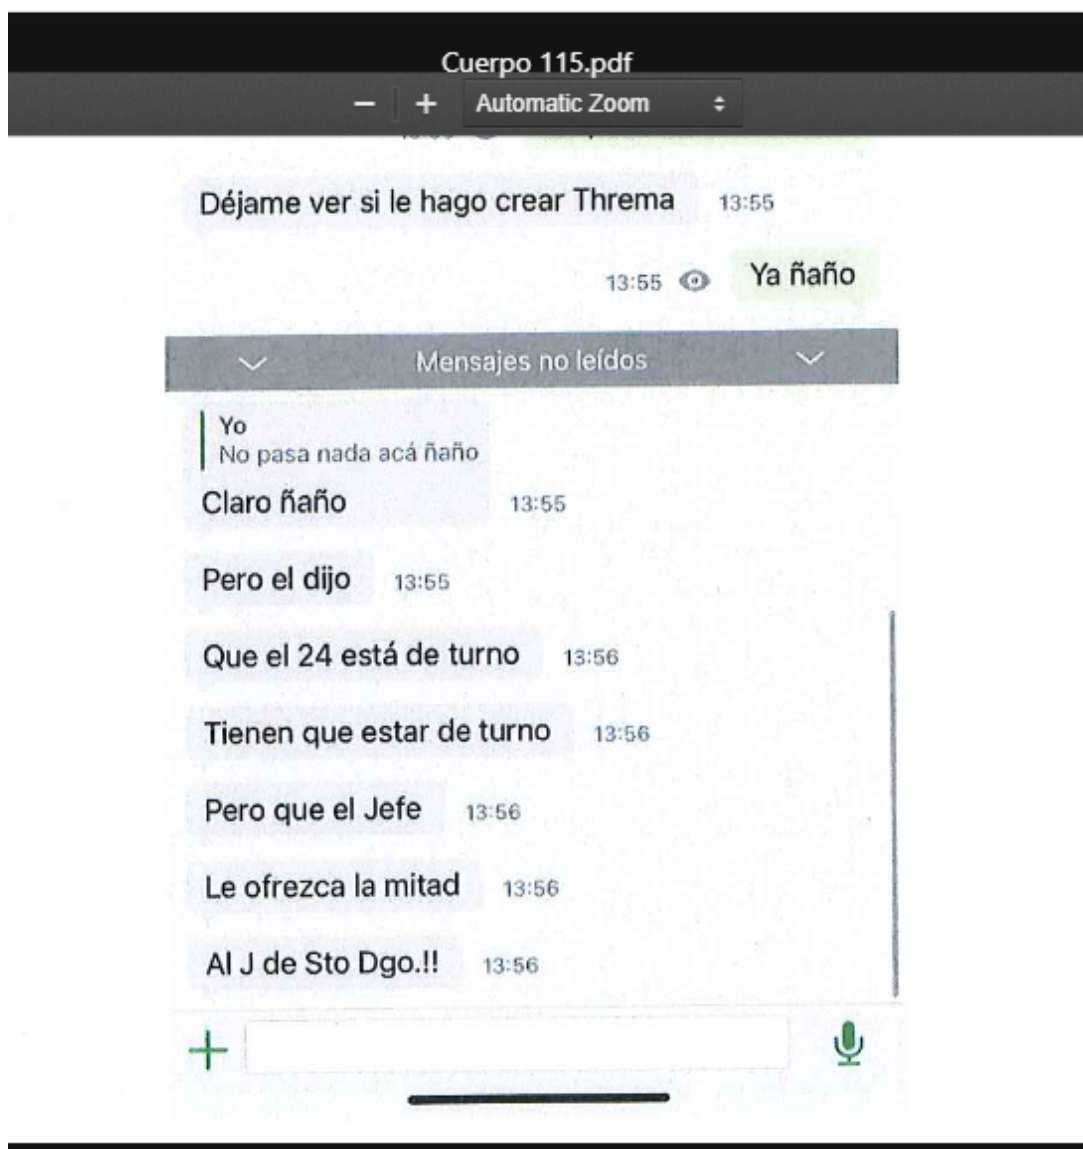 Cuerpo 115.pdf
Automatic Zoom
Déjame ver si le hago crear Threma 13:55
13:55 Ya ñaño
Mensajes no leídos
Yo
No pasa nada acá ñaño
Claro ñaño 13:55
Pero el dijo 13:55
Que el 24 está de turno 13:56
Tienen que estar de turno 13:56
Pero que el Jefe 13:56
Le ofrezca la mitad 13:56
Al J de Sto Dgo.!! 13:56